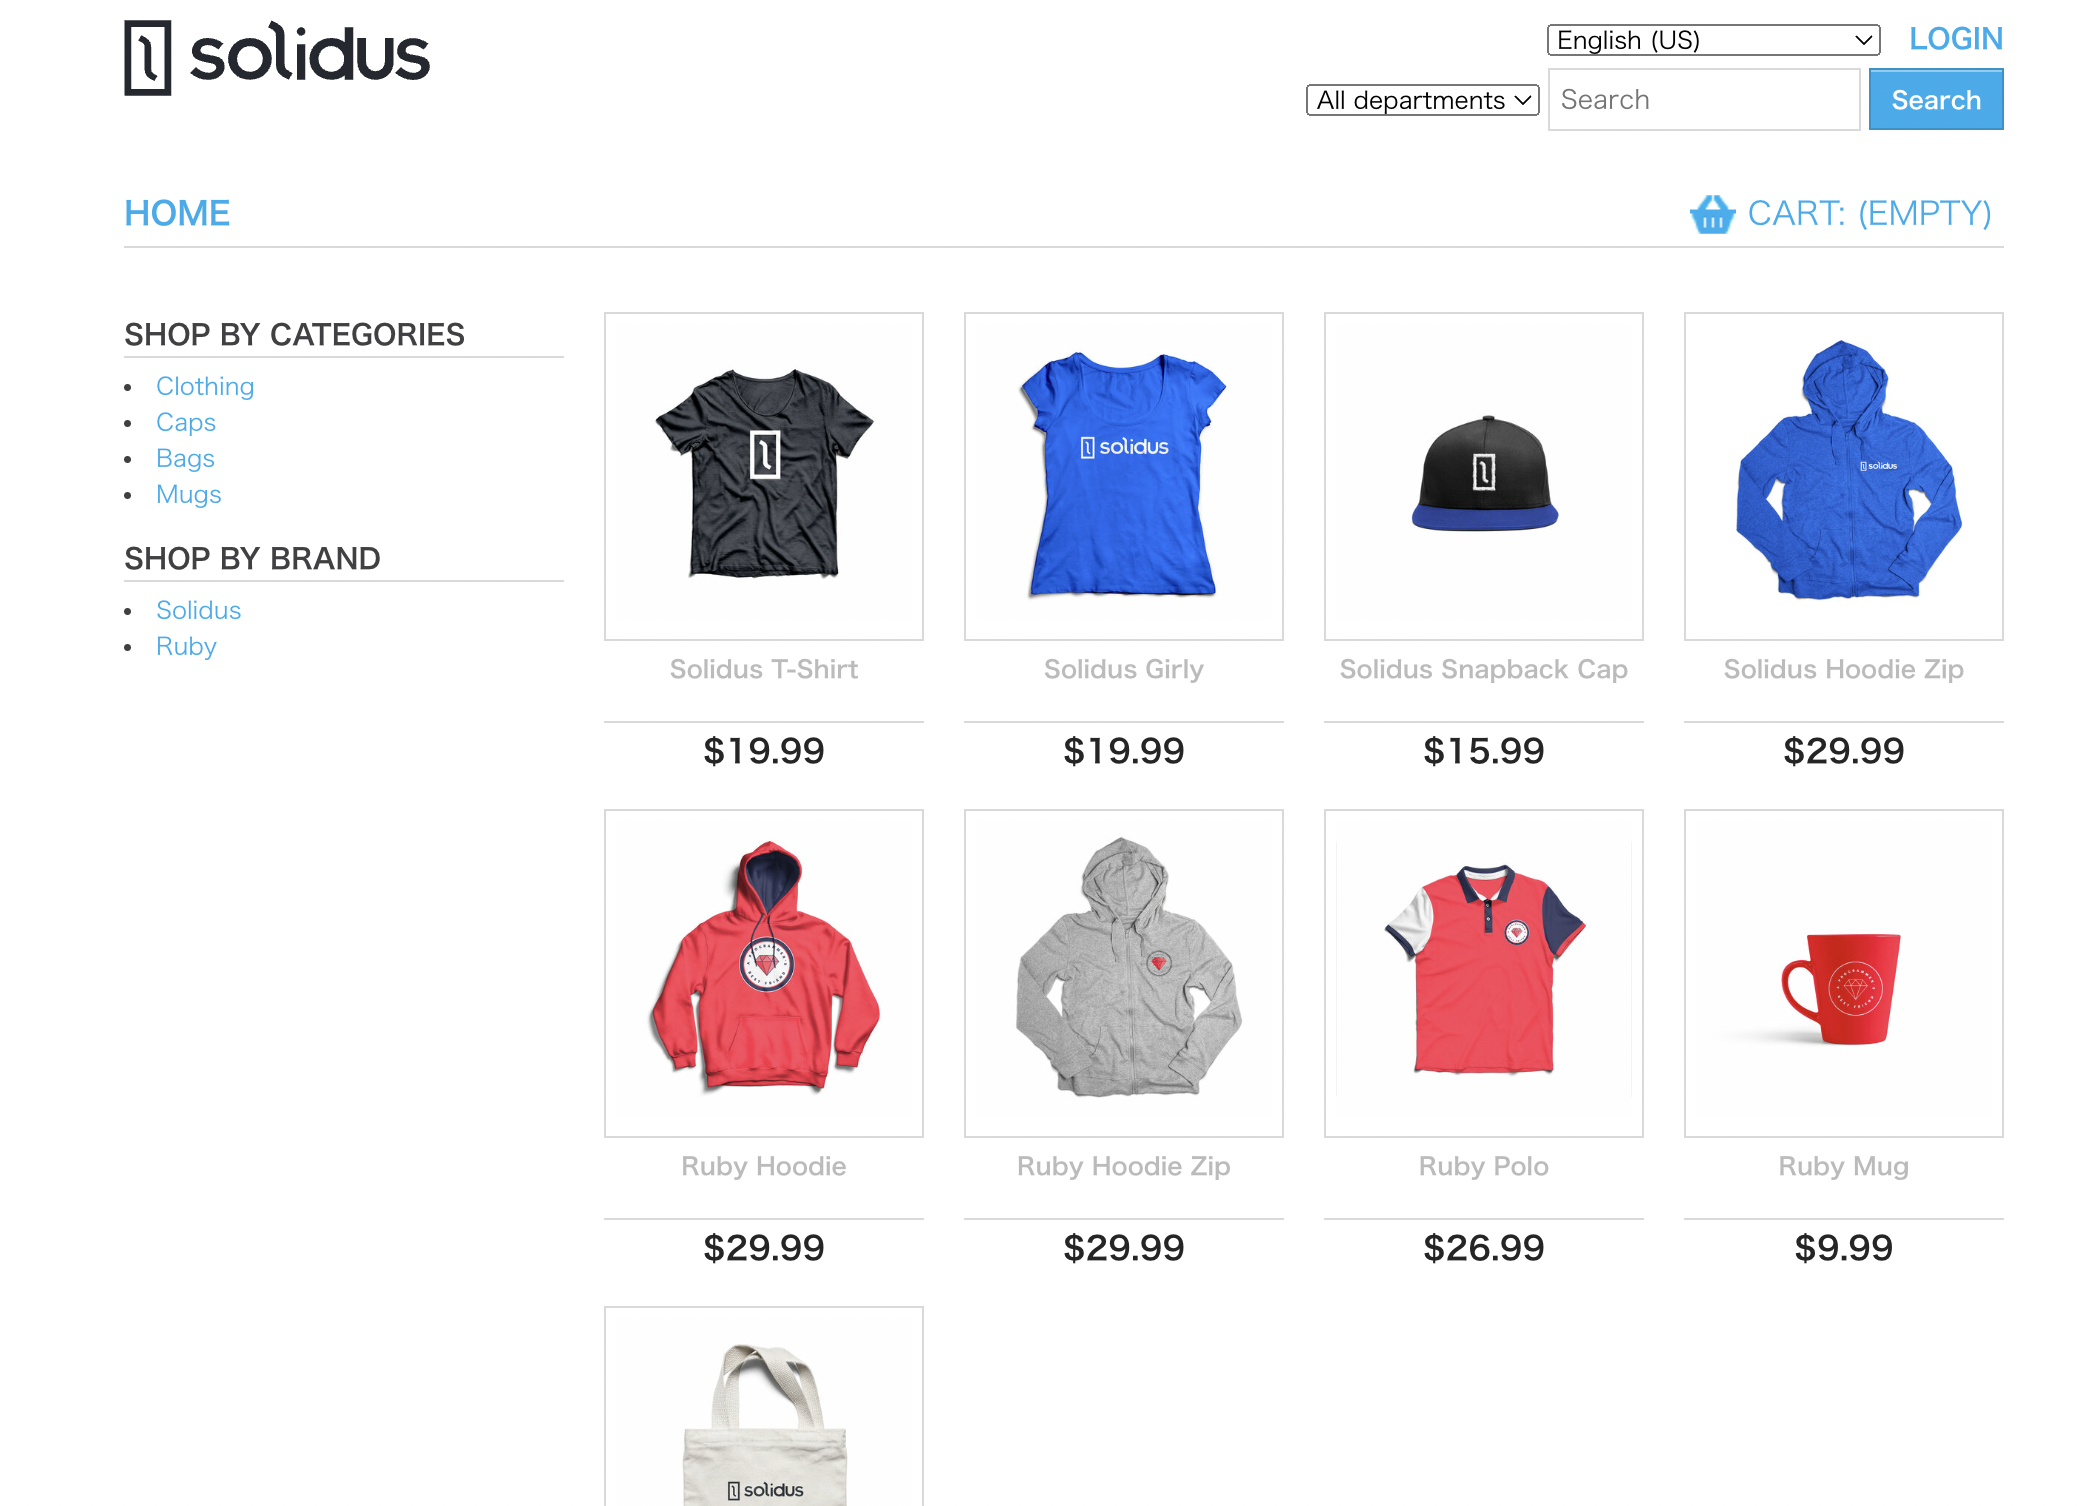 solidus
English (US)
LOGIN
All departments
Search
Search
HOME
CART: (EMPTY)
SHOP BY CATEGORIES
Clothing
Caps
Bags
Mugs
SHOP BY BRAND
Solidus
Ruby
solidus
solidus
Solidus T-Shirt
Solidus Girly
Solidus Snapback Cap
Solidus Hoodie Zip
$19.99
$19.99
$15.99
$29.99
Ruby Hoodie
Ruby Hoodie Zip
Ruby Polo
Ruby Mug
$29.99
$29.99
$26.99
$9.99
solidus